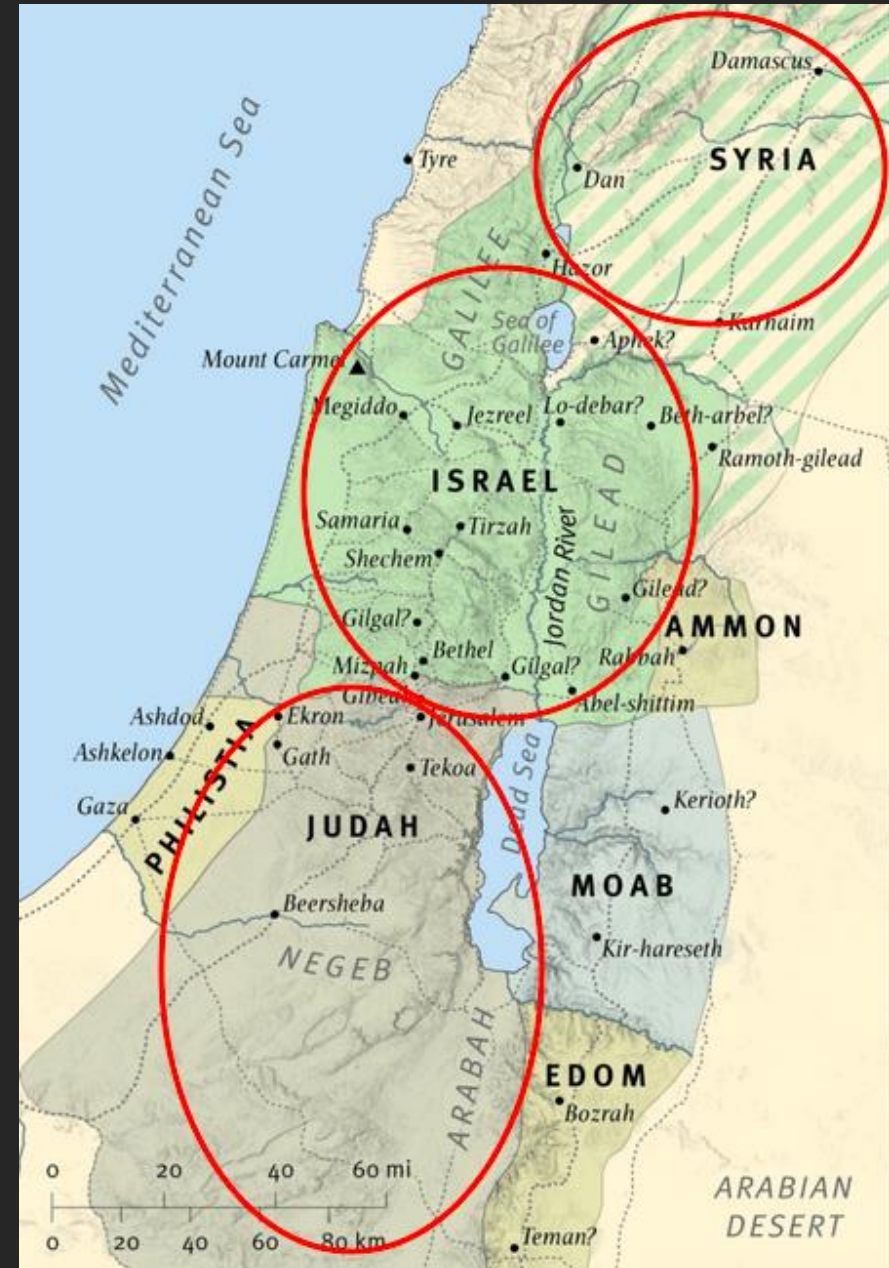 Damascus
SYRIA
Tyre
Dan
Mediterranean Sea
Hazor
GALILEE
Sea of
Galilee
Karnaim
Aphek?
Mount Carmel
Megiddo
Jezreel
Lo-debar?
Beth-arbel?
Ramoth-gilead
ISRAEL
GILEAD
Samaria
Tirzah
Jordan River
Shechem
Gilead?
Gilgal?
AMMON
Bethel
Rabbah
Mizpah
Gilgal?
Gibeah
Abel-shittim
Ashdod
Ekron
Jerusalem
Ashkelon
Gath
Tekoa
PHILISTIA
Dead Sea
Gaza
JUDAH
Kerioth?
MOAB
Beersheba
Kir-hareseth
NEGEB
ARABAH
EDOM
Bozrah
0 20 40 60 mi
0 20 40 60 80 km
ARABIAN
DESERT
Teman?